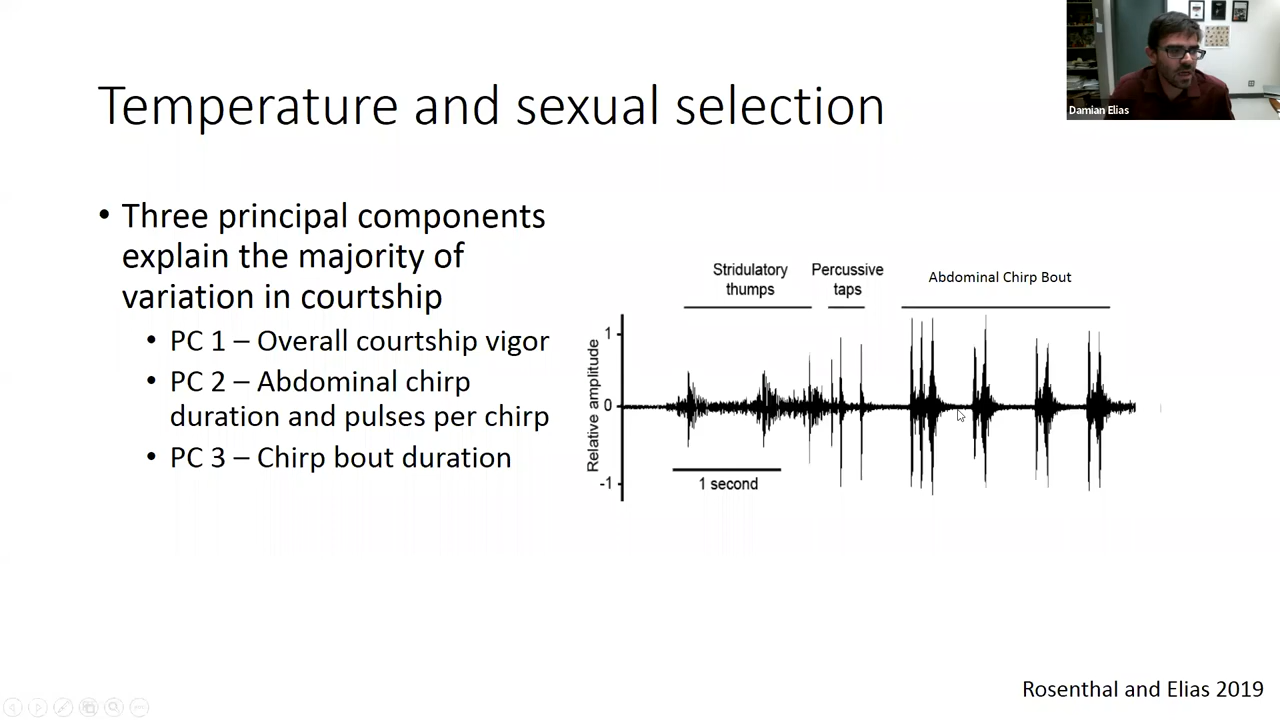 Damian Elias
Temperature and sexual selection
• Three principal components
explain the majority of
variation in courtship
• PC 1 – Overall courtship vigor
• PC 2 – Abdominal chirp
duration and pulses per chirp
• PC 3 – Chirp bout duration
Stridulatory
thumps
Percussive
taps
Abdominal Chirp Bout
Relative amplitude
1
0
-1
1 second
Rosenthal and Elias 2019